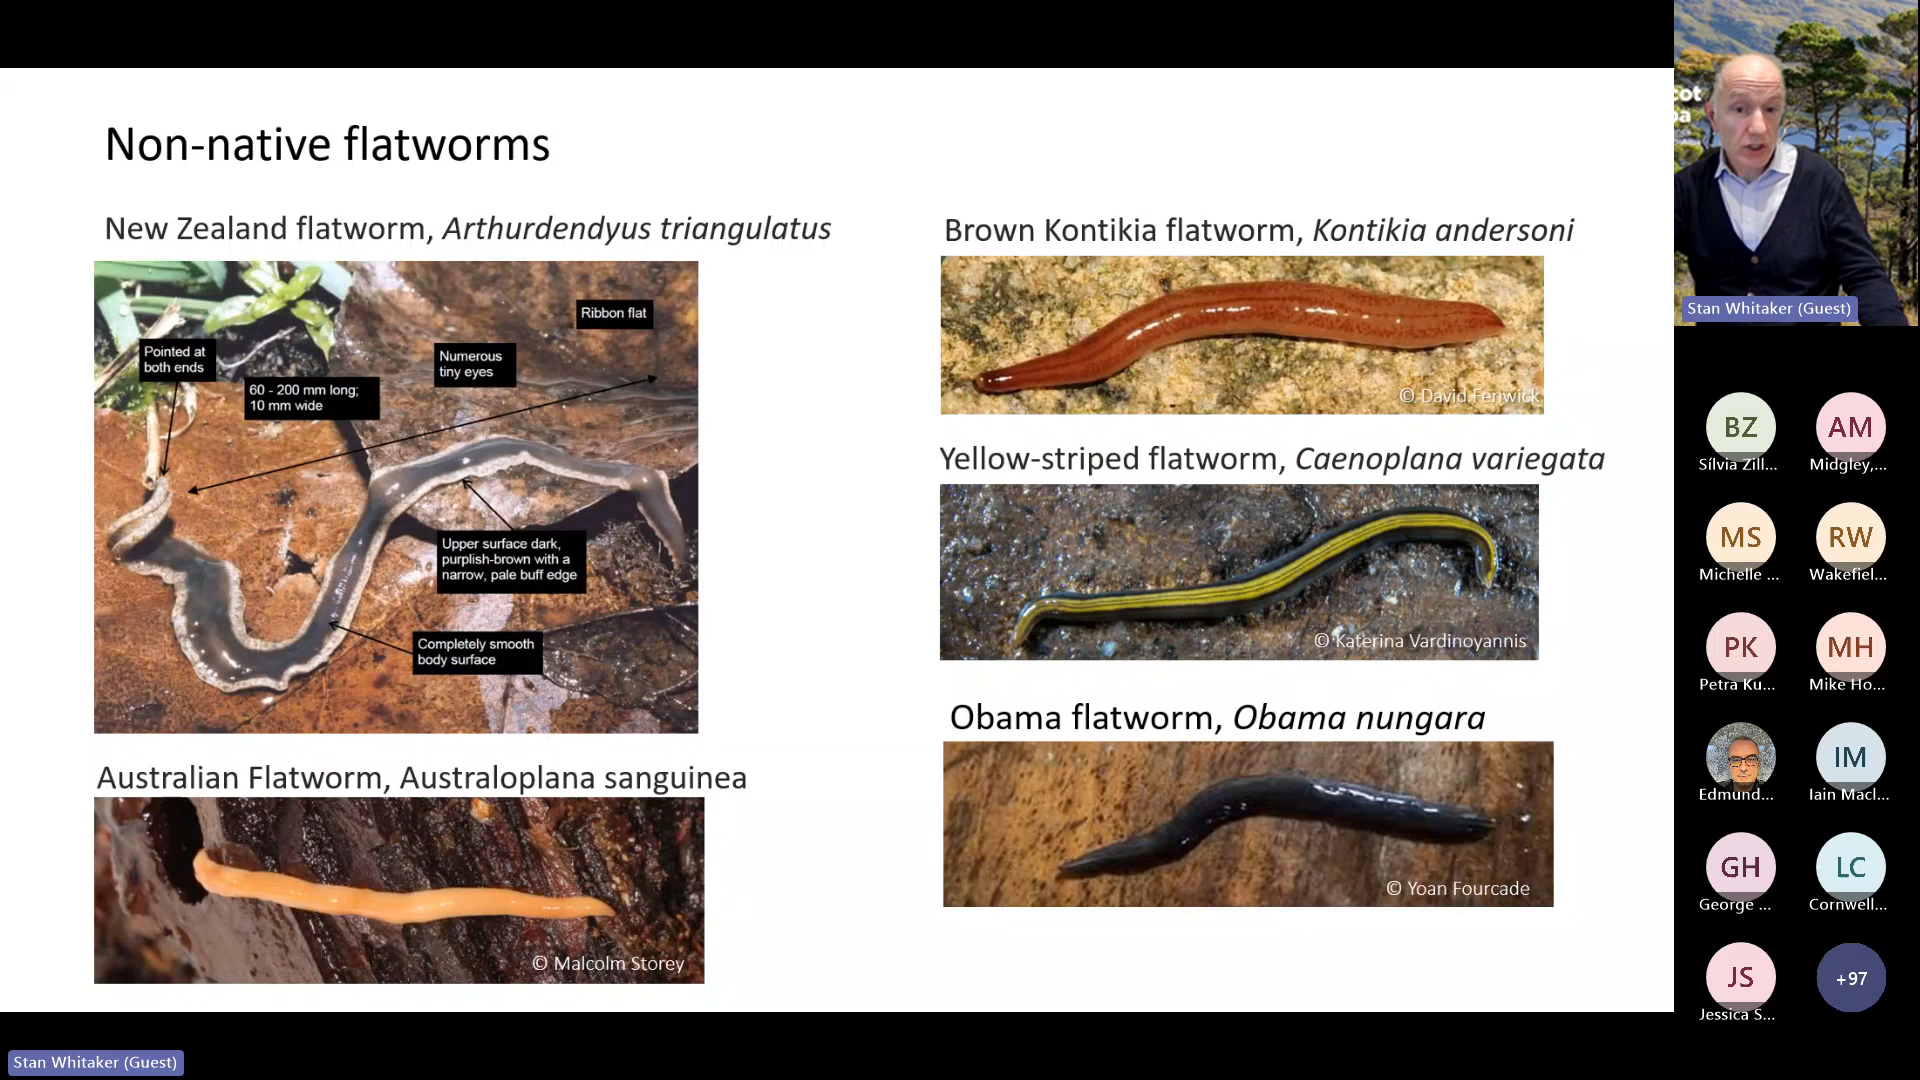 Non-native flatworms
New Zealand flatworm, Arthurdendyus triangulatus
Ribbon flat
Pointed at
both ends
Numerous
tiny eyes
60 - 200 mm long;
10 mm wide
Upper surface dark,
purplish-brown with a
narrow, pale buff edge
Completely smooth
body surface
Australian Flatworm, Australoplana sanguinea
© Malcolm Storey
Brown Kontikia flatworm, Kontikia andersoni
© David Fenwick
Yellow-striped flatworm, Caenoplana variegata
© Katerina Vardinoyannis
Obama flatworm, Obama nungara
© Yoan Fourcade
cot
Stan Whitaker (Guest)
BZ
Sílvia Zill...
AM
Midgley,...
MS
Michelle ...
RW
Wakefiel...
PK
Petra Ku...
MH
Mike Ho...
Edmund...
IM
Iain Macl...
GH
George ...
LC
Cornwell...
JS
Jessica S...
+97
Stan Whitaker (Guest)